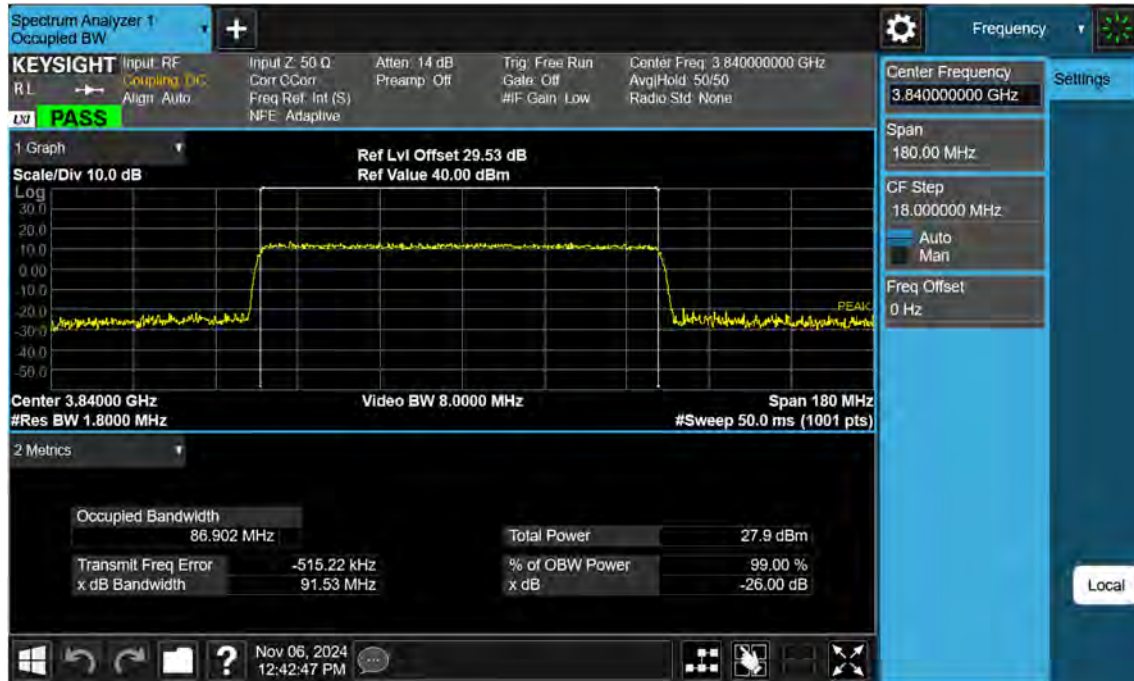 Spectrum Analyzer 1
Occupied BW
+
Frequency
KEYSIGHT
RL
LXI
PASS
Input: RF
Coupling: DC
Align: Auto
Input Z: 50 Ω
Corr CCorr
Freq Ref: Int (S)
NFE: Adaptive
Atten: 14 dB
Preamp: Off
Trig: Free Run
Gate: Off
#IF Gain: Low
Center Freq: 3.840000000 GHz
Avg|Hold: 50/50
Radio Std: None
Center Frequency
3.840000000 GHz
Settings
Span
180.00 MHz
CF Step
18.000000 MHz
Auto
Man
Freq Offset
0 Hz
1 Graph
Scale/Div 10.0 dB
Ref Lvl Offset 29.53 dB
Ref Value 40.00 dBm
Log
30.0
20.0
10.0
0.00
-10.0
-20.0
-30.0
-40.0
-50.0
PEAK
Center 3.84000 GHz
#Res BW 1.8000 MHz
Video BW 8.0000 MHz
Span 180 MHz
#Sweep 50.0 ms (1001 pts)
2 Metrics
Occupied Bandwidth
86.902 MHz
Total Power 27.9 dBm
Transmit Freq Error -515.22 kHz
% of OBW Power 99.00 %
x dB Bandwidth 91.53 MHz
x dB -26.00 dB
Local
?
Nov 06, 2024
12:42:47 PM